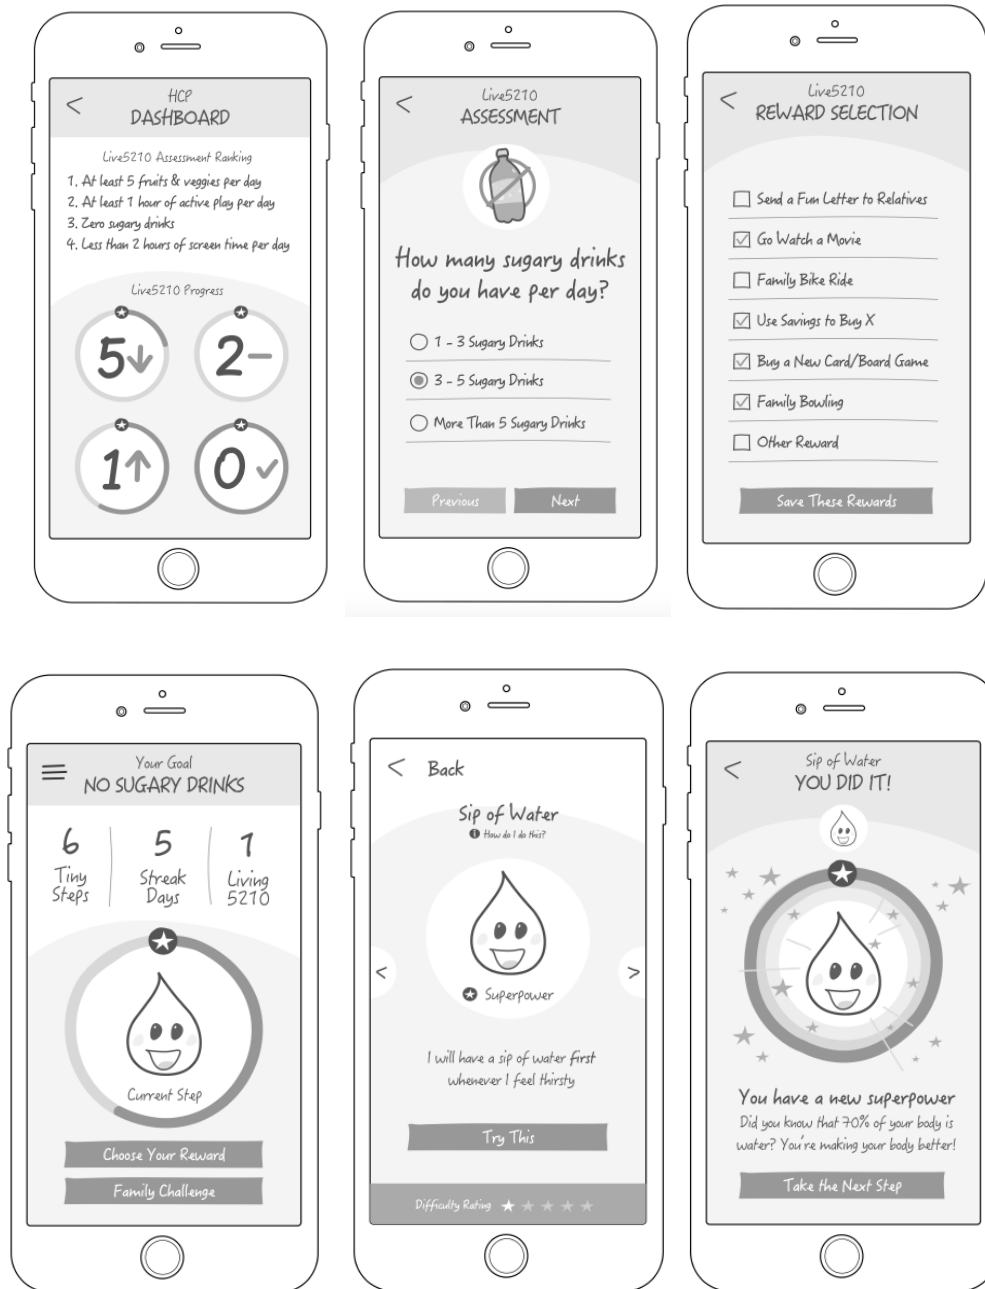 HCP
DASHBOARD
Live5210 Assessment Ranking
1. At least 5 fruits & veggies per day
2. At least 1 hour of active play per day
3. Zero sugary drinks
4. Less than 2 hours of screen time per day
Live5210 Progress
5
2
1
0
Live5210
ASSESSMENT
How many sugary drinks
do you have per day?
1 - 3 Sugary Drinks
3 - 5 Sugary Drinks
More Than 5 Sugary Drinks
Previous
Next
Live5210
REWARD SELECTION
Send a Fun Letter to Relatives
Go Watch a Movie
Family Bike Ride
Use Savings to Buy X
Buy a New Card/Board Game
Family Bowling
Other Reward
Save These Rewards
Your Goal
NO SUGARY DRINKS
6
Tiny
Steps
5
Streak
Days
1
Living
5210
Current Step
Choose Your Reward
Family Challenge
Back
Sip of Water
How do I do this?
Superpower
I will have a sip of water first
whenever I feel thirsty
Try This
Difficulty Rating
Sip of Water
YOU DID IT!
You have a new superpower
Did you know that 70% of your body is
water? You're making your body better!
Take the Next Step